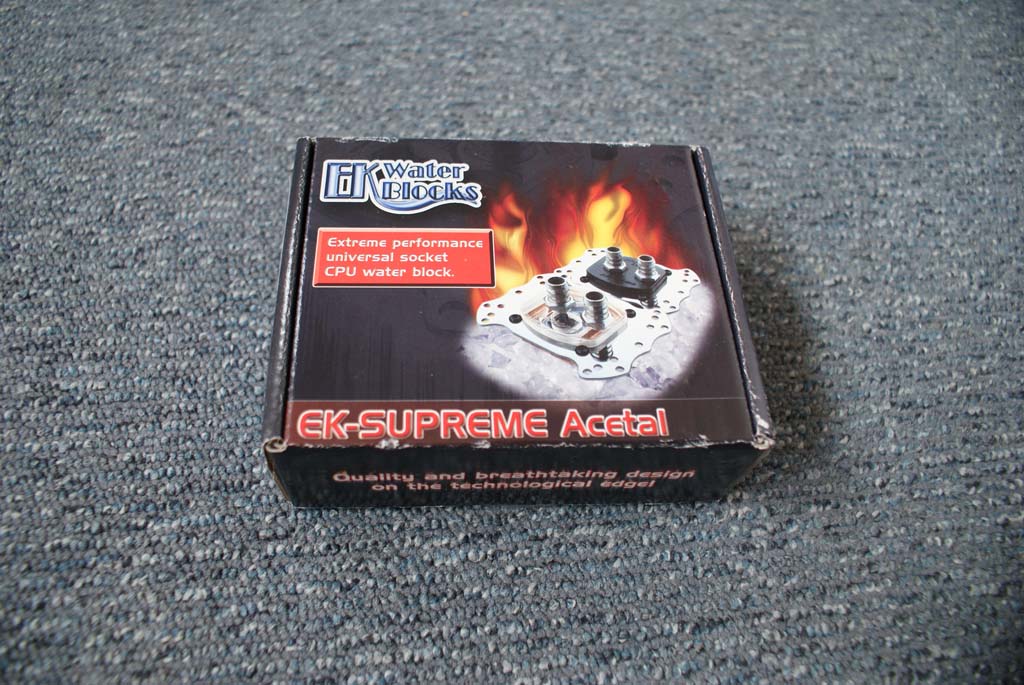 EK Water
Blocks
Extreme performance
universal socket
CPU water block.
EK-SUPREME Acetal
Quality and breathtaking design
on the technological edge!